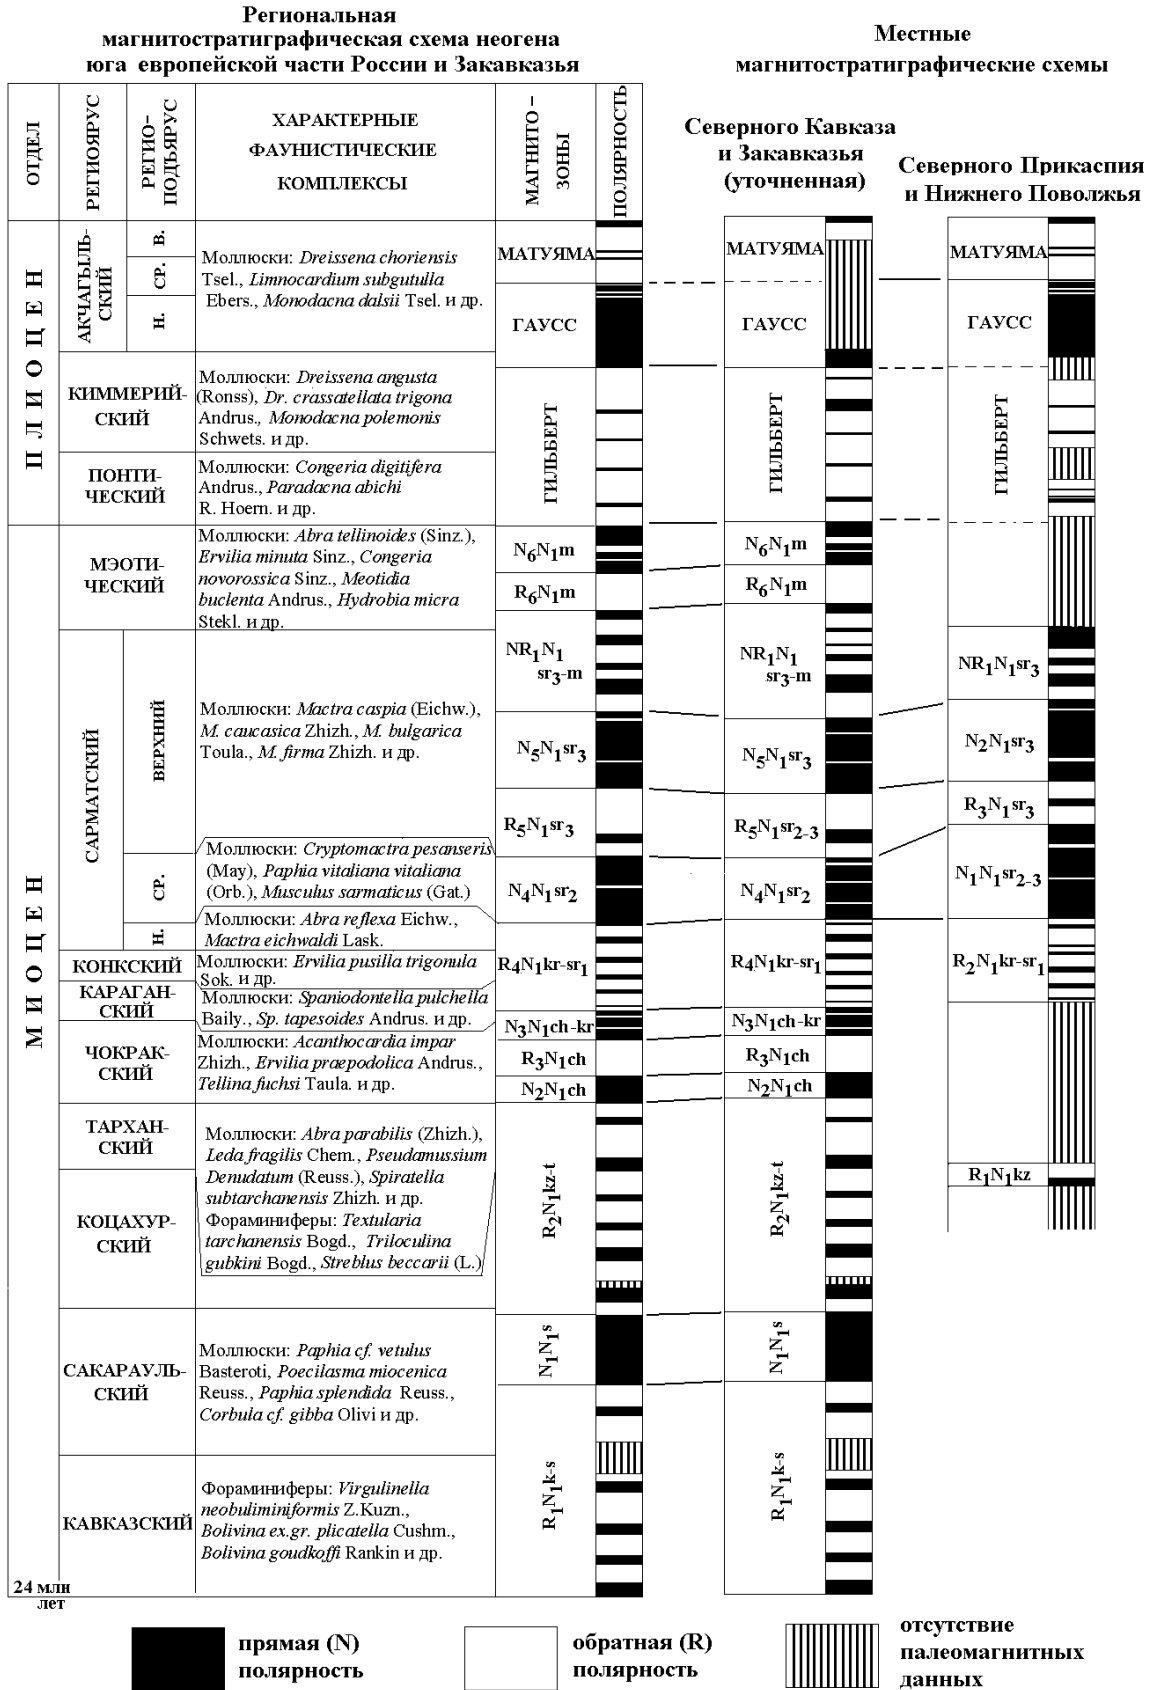 Региональная
магнитостратиграфическая схема неогена
юга европейской части России и Закавказья
Местные
магнитостратиграфические схемы
Северного Кавказа
и Закавказья
(уточненная)
Северного Прикаспия
и Нижнего Поволжья
ОТДЕЛ
РЕГИОЯРУС
РЕГИО–
ПОДЪЯРУС
ХАРАКТЕРНЫЕ
ФАУНИСТИЧЕСКИЕ
КОМПЛЕКСЫ
МАГНИТО –
ЗОНЫ
ПОЛЯРНОСТЬ
ПЛИОЦЕН
АКЧАГЫЛЬ-
СКИЙ
В.
СР.
Н.
Моллюски: Dreissena choriensis
Tsel., Limnocardium subgutulla
Ebers., Monodacna dalsii Tsel. и др.
МАТУЯМА
ГАУСС
КИММЕРИЙ-
СКИЙ
Моллюски: Dreissena angusta
(Ronss), Dr. crassatellata trigona
Andrus., Monodacna polemonis
Schwets. и др.
ГИЛЬБЕРТ
ПОНТИ-
ЧЕСКИЙ
Моллюски: Congeria digitifera
Andrus., Paradacna abichi
R. Hoern. и др.
МИОЦЕН
МЭОТИ-
ЧЕСКИЙ
Моллюски: Abra tellinoides (Sinz.),
Ervilia minuta Sinz., Congeria
novorossica Sinz., Meotidia
buclenta Andrus., Hydrobia micra
Stekl. и др.
N6N1m
R6N1m
NR1N1
sr3-m
САРМАТСКИЙ
ВЕРХНИЙ
Моллюски: Mactra caspia (Eichw.),
M. caucasica Zhizh., M. bulgarica
Toula., M. firma Zhizh. и др.
N5N1sr3
R5N1sr3
СР.
Моллюски: Cryptomactra pesanseris
(May), Paphia vitaliana vitaliana
(Orb.), Musculus sarmaticus (Gat.)
N4N1sr2
Н.
Моллюски: Abra reflexa Eichw.,
Mactra eichwaldi Lask.
R4N1kr-sr1
КОНКСКИЙ
Моллюски: Ervilia pusilla trigonula
Sok. и др.
КАРАГАН-
СКИЙ
Моллюски: Spaniodontella pulchella
Baily., Sp. tapesoides Andrus. и др.
N3N1ch-kr
ЧОКРАК-
СКИЙ
Моллюски: Acanthocardia impar
Zhizh., Ervilia praepodolica Andrus.,
Tellina fuchsi Taula. и др.
R3N1ch
N2N1ch
ТАРХАН-
СКИЙ
КОЦАХУР-
СКИЙ
Моллюски: Abra parabilis (Zhizh.),
Leda fragilis Chem., Pseudamussium
Denudatum (Reuss.), Spiratella
subtarchanensis Zhizh. и др.
Фораминиферы: Textularia
tarchanensis Bogd., Triloculina
gubkini Bogd., Streblus beccarii (L.)
R2N1kz-t
САКАРАУЛЬ-
СКИЙ
Моллюски: Paphia cf. vetulus
Basteroti, Poecilasma miocenica
Reuss., Paphia splendida Reuss.,
Corbula cf. gibba Olivi и др.
N1N1s
КАВКАЗСКИЙ
Фораминиферы: Virgulinella
neobuliminiformis Z.Kuzn.,
Bolivina ex.gr. plicatella Cushm.,
Bolivina goudkoffi Rankin и др.
R1N1k-s
24 млн
лет
МАТУЯМА
ГАУСС
ГИЛЬБЕРТ
N6N1m
R6N1m
NR1N1
sr3-m
N5N1sr3
R5N1sr2-3
N4N1sr2
R4N1kr-sr1
N3N1ch-kr
R3N1ch
N2N1ch
R2N1kz-t
N1N1s
R1N1k-s
МАТУЯМА
ГАУСС
ГИЛЬБЕРТ
NR1N1sr3
N2N1sr3
R3N1sr3
N1N1sr2-3
R2N1kr-sr1
R1N1kz
прямая (N)
полярность
обратная (R)
полярность
отсутствие
палеомагнитных
данных